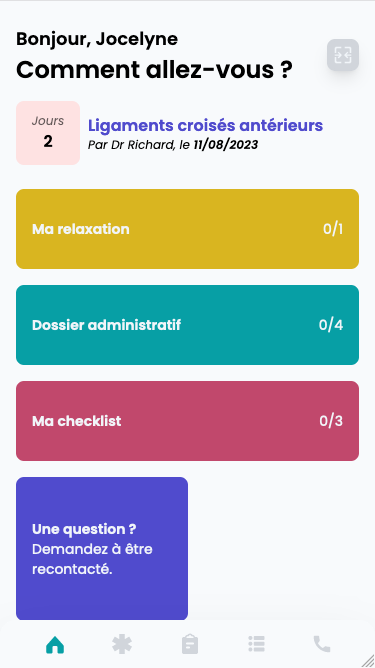 Bonjour, Jocelyne
Comment allez-vous ?
Jours
2
Ligaments croisés antérieurs
Par Dr Richard, le 11/08/2023
Ma relaxation 0/1
Dossier administratif 0/4
Ma checklist 0/3
Une question ?
Demandez à être
recontacté.